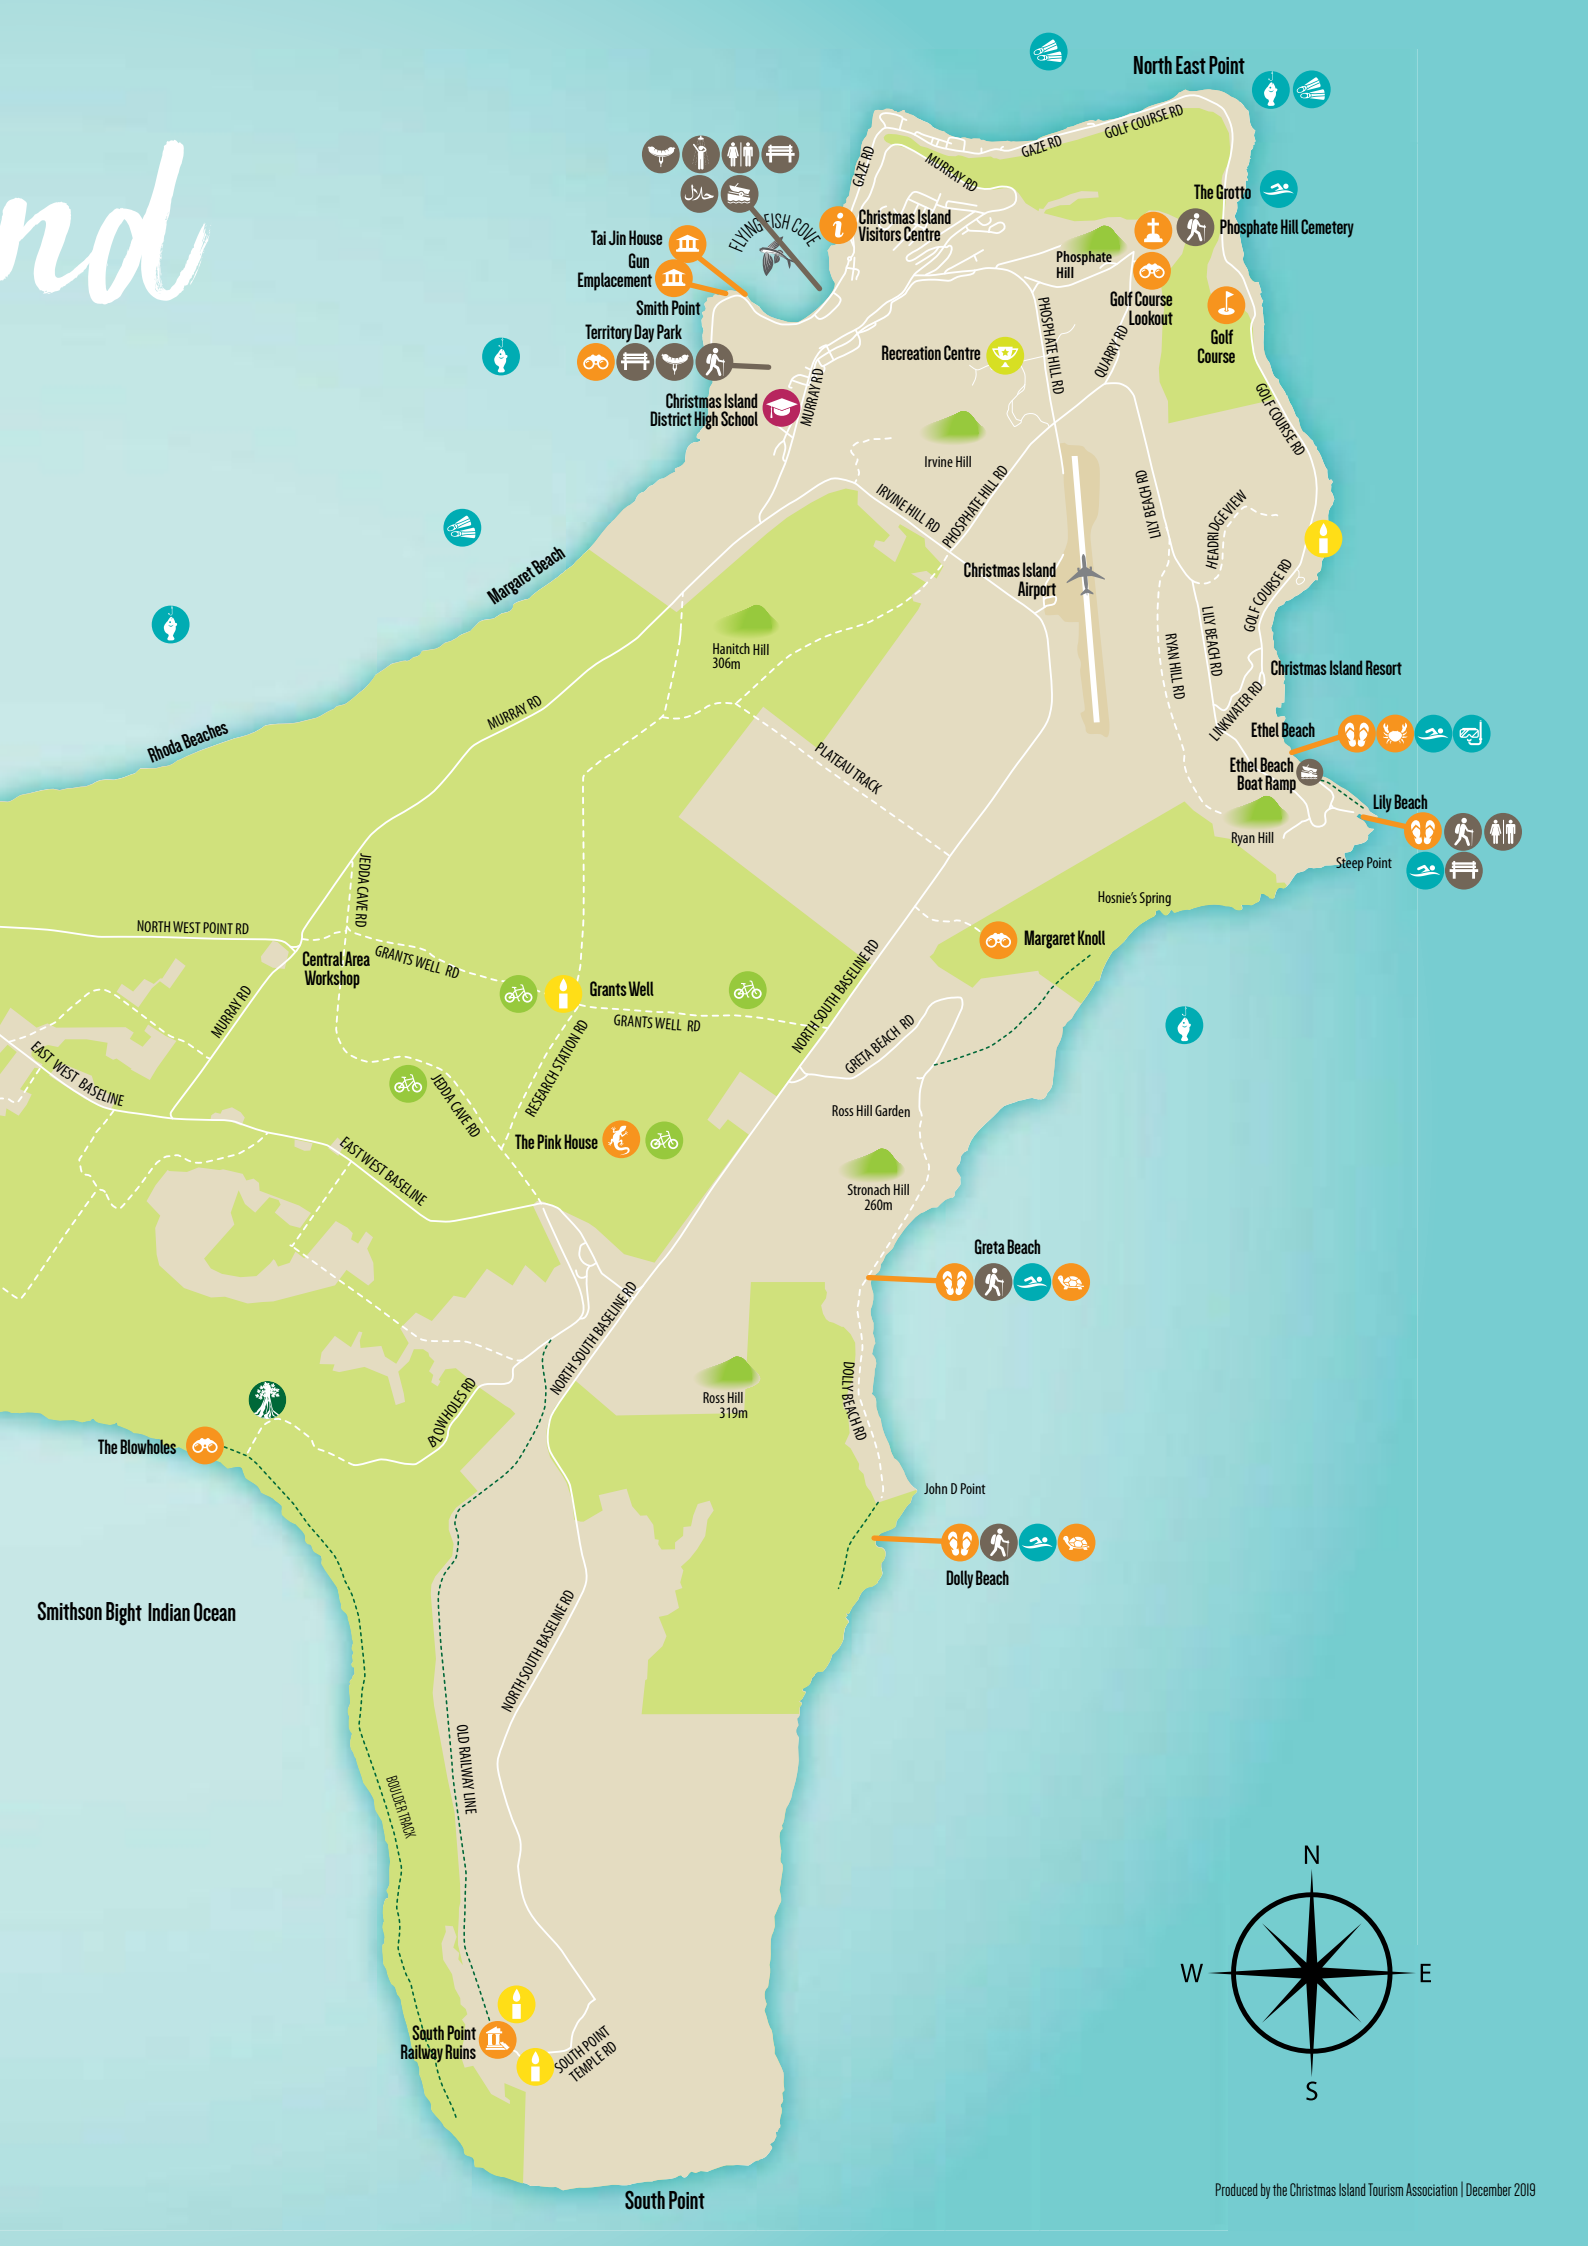 nd
North East Point
GOLF COURSE RD
GAZE RD
GAZE RD
MURRAY RD
The Grotto
Phosphate Hill Cemetery
حلال
FLYING FISH COVE
i
Christmas Island
Visitors Centre
Tai Jin House
Gun
Emplacement
Smith Point
Territory Day Park
Phosphate
Hill
Golf Course
Lookout
Golf
Course
Recreation Centre
PHOSPHATE HILL RD
QUARRY RD
Christmas Island
District High School
MURRAY RD
GOLF COURSE RD
Irvine Hill
IRVINE HILL RD
PHOSPHATE HILL RD
LILY BEACH RD
HEADRIDGE VIEW
Margaret Beach
Christmas Island
Airport
GOLF COURSE RD
LILY BEACH RD
RYAN HILL RD
Hanitch Hill
306m
Christmas Island Resort
LINKWATER RD
MURRAY RD
Rhoda Beaches
Ethel Beach
PLATEAU TRACK
Ethel Beach
Boat Ramp
Lily Beach
Ryan Hill
Steep Point
JEDDA CAVE RD
Hosnie's Spring
NORTH WEST POINT RD
Central Area
Workshop
GRANTS WELL RD
Margaret Knoll
Grants Well
NORTH SOUTH BASELINE RD
MURRAY RD
GRANTS WELL RD
GRETA BEACH RD
EAST WEST BASELINE
RESEARCH STATION RD
JEDDA CAVE RD
Ross Hill Garden
The Pink House
EAST WEST BASELINE
Stronach Hill
260m
Greta Beach
NORTH SOUTH BASELINE RD
DOLLY BEACH RD
Ross Hill
319m
BLOWHOLES RD
The Blowholes
John D Point
Dolly Beach
Smithson Bight Indian Ocean
NORTH SOUTH BASELINE RD
OLD RAILWAY LINE
BOULDER TRACK
N
W
E
S
South Point
Railway Ruins
SOUTH POINT
TEMPLE RD
South Point
Produced by the Christmas Island Tourism Association | December 2019